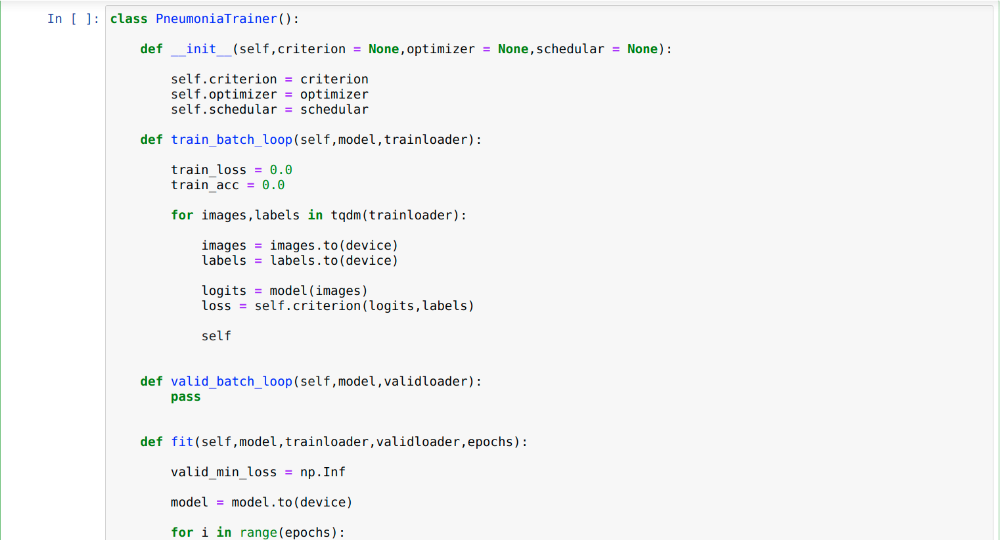 In [ ]: class PneumoniaTrainer():
def __init__(self,criterion = None,optimizer = None,schedular = None):
self.criterion = criterion
self.optimizer = optimizer
self.schedular = schedular
def train_batch_loop(self,model,trainloader):
train_loss = 0.0
train_acc = 0.0
for images,labels in tqdm(trainloader):
images = images.to(device)
labels = labels.to(device)
logits = model(images)
loss = self.criterion(logits,labels)
self
def valid_batch_loop(self,model,validloader):
pass
def fit(self,model,trainloader,validloader,epochs):
valid_min_loss = np.Inf
model = model.to(device)
for i in range(epochs):